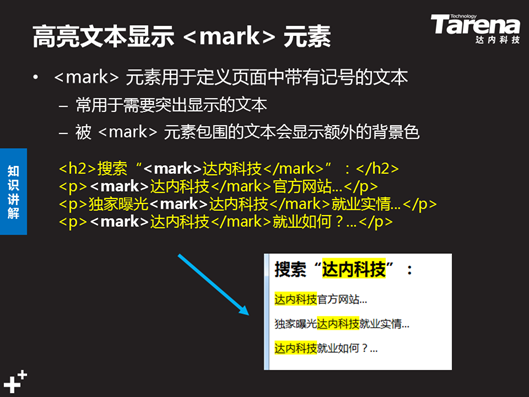 高亮文本显示 <mark> 元素
Technology
Tarena
达内科技
• <mark> 元素用于定义页面中带有记号的文本
– 常用于需要突出显示的文本
– 被 <mark> 元素包围的文本会显示额外的背景色
知识讲解
<h2>搜索“<mark>达内科技</mark>”：</h2>
<p><mark>达内科技</mark>官方网站...</p>
<p>独家曝光<mark>达内科技</mark>就业实情...</p>
<p><mark>达内科技</mark>就业如何？...</p>
搜索“达内科技”：
达内科技官方网站...
独家曝光达内科技就业实情...
达内科技就业如何？...